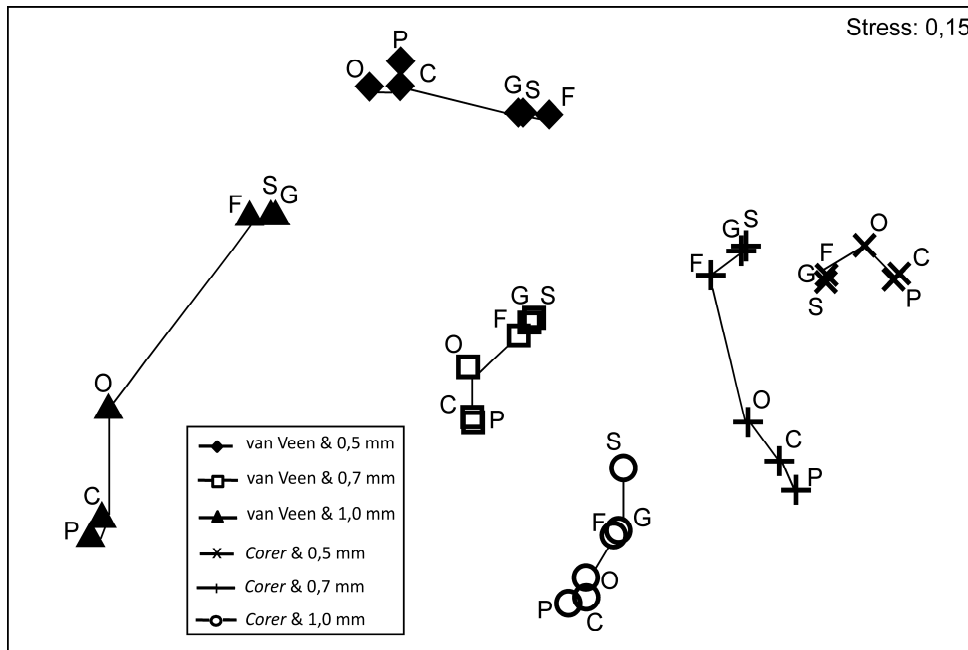 Stress: 0,15
P
O C
G S F
S G
F
O
G S
F
O
C P
S
G
F
O
P C
O
C
P
S
G
F
O
C
P
O
F C
G P
S
van Veen & 0,5 mm
van Veen & 0,7 mm
van Veen & 1,0 mm
Corer & 0,5 mm
Corer & 0,7 mm
Corer & 1,0 mm